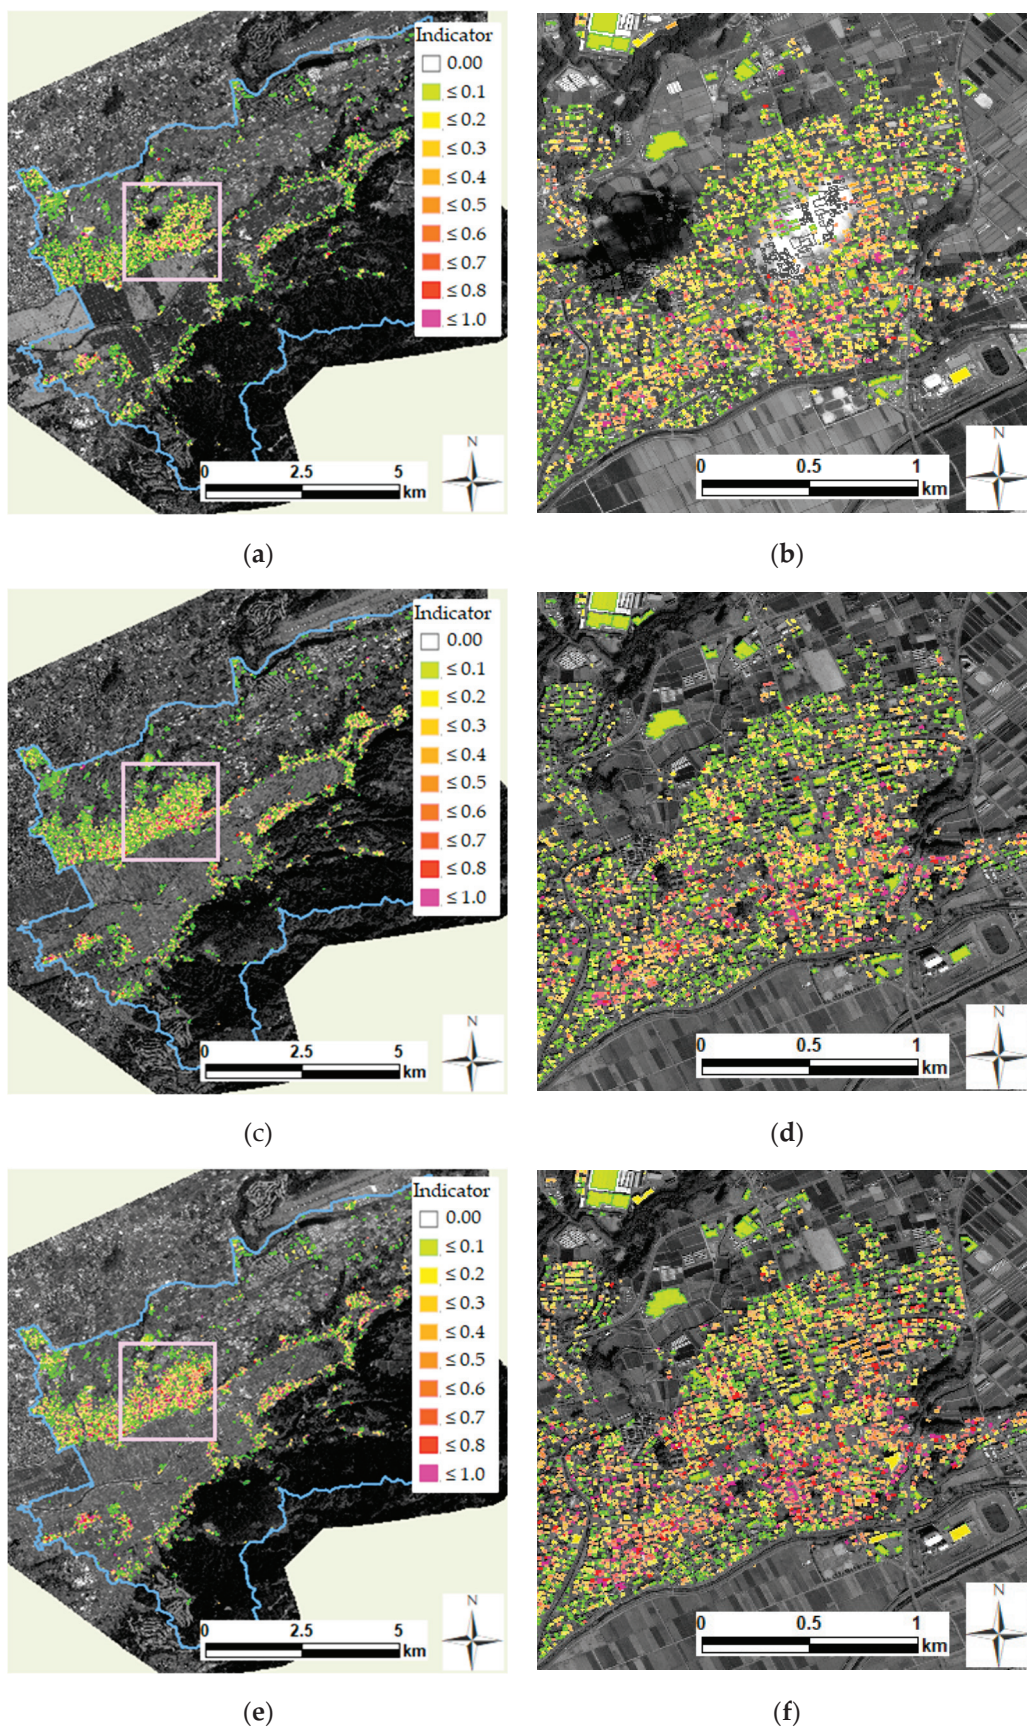 Indicator
0.00
≤ 0.1
≤ 0.2
≤ 0.3
≤ 0.4
≤ 0.5
≤ 0.6
≤ 0.7
≤ 0.8
≤ 1.0
N
0 2.5 5
km
N
0 0.5 1
km
(a) (b)
Indicator
0.00
≤ 0.1
≤ 0.2
≤ 0.3
≤ 0.4
≤ 0.5
≤ 0.6
≤ 0.7
≤ 0.8
≤ 1.0
N
0 2.5 5
km
N
0 0.5 1
km
(c) (d)
Indicator
0.00
≤ 0.1
≤ 0.2
≤ 0.3
≤ 0.4
≤ 0.5
≤ 0.6
≤ 0.7
≤ 0.8
≤ 1.0
N
0 2.5 5
km
N
0 0.5 1
km
(e) (f)